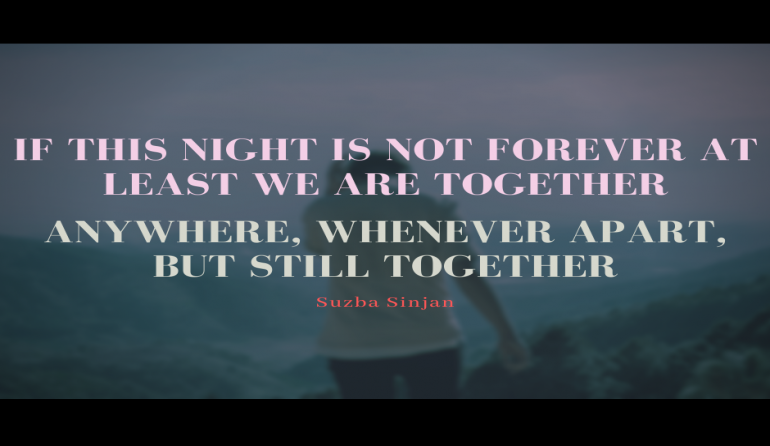 IF THIS NIGHT IS NOT FOREVER AT
LEAST WE ARE TOGETHER
ANYWHERE, WHENEVER APART,
BUT STILL TOGETHER
Suzba Sinjan